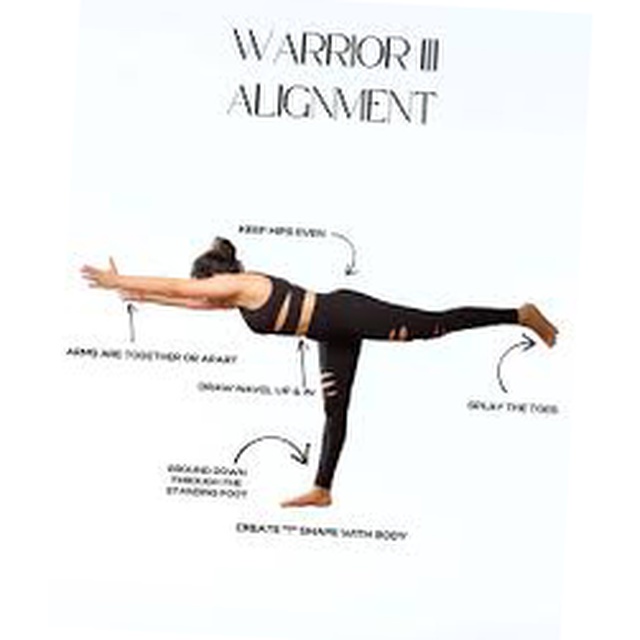 WARRIOR III
ALIGNMENT
KEEP HIPS EVEN
ARMS ARE TOGETHER OR APART
DRAW NAVEL UP & IN
SPLAY THE TOES
GROUND DOWN
THROUGH THE
STANDING FOOT
CREATE "T" SHAPE WITH BODY